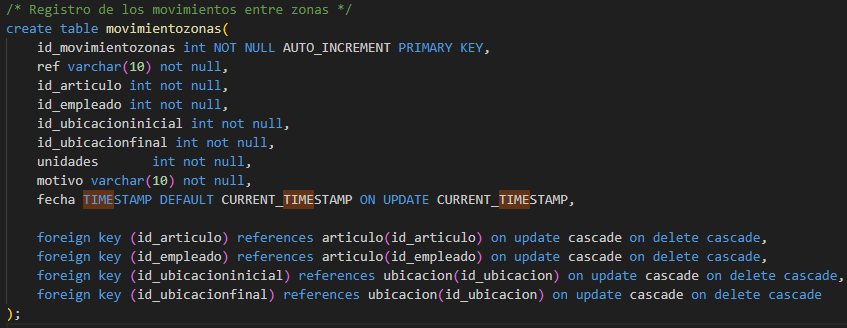 /* Registro de los movimientos entre zonas */
create table movimientozonas(
id_movimientozonas int NOT NULL AUTO_INCREMENT PRIMARY KEY,
ref varchar(10) not null,
id_articulo int not null,
id_empleado int not null,
id_ubicacioninicial int not null,
id_ubicacionfinal int not null,
unidades       int not null,
motivo varchar(10) not null,
fecha TIMESTAMP DEFAULT CURRENT_TIMESTAMP ON UPDATE CURRENT_TIMESTAMP,
foreign key (id_articulo) references articulo(id_articulo) on update cascade on delete cascade,
foreign key (id_empleado) references articulo(id_empleado) on update cascade on delete cascade,
foreign key (id_ubicacioninicial) references ubicacion(id_ubicacion) on update cascade on delete cascade,
foreign key (id_ubicacionfinal) references ubicacion(id_ubicacion) on update cascade on delete cascade
);